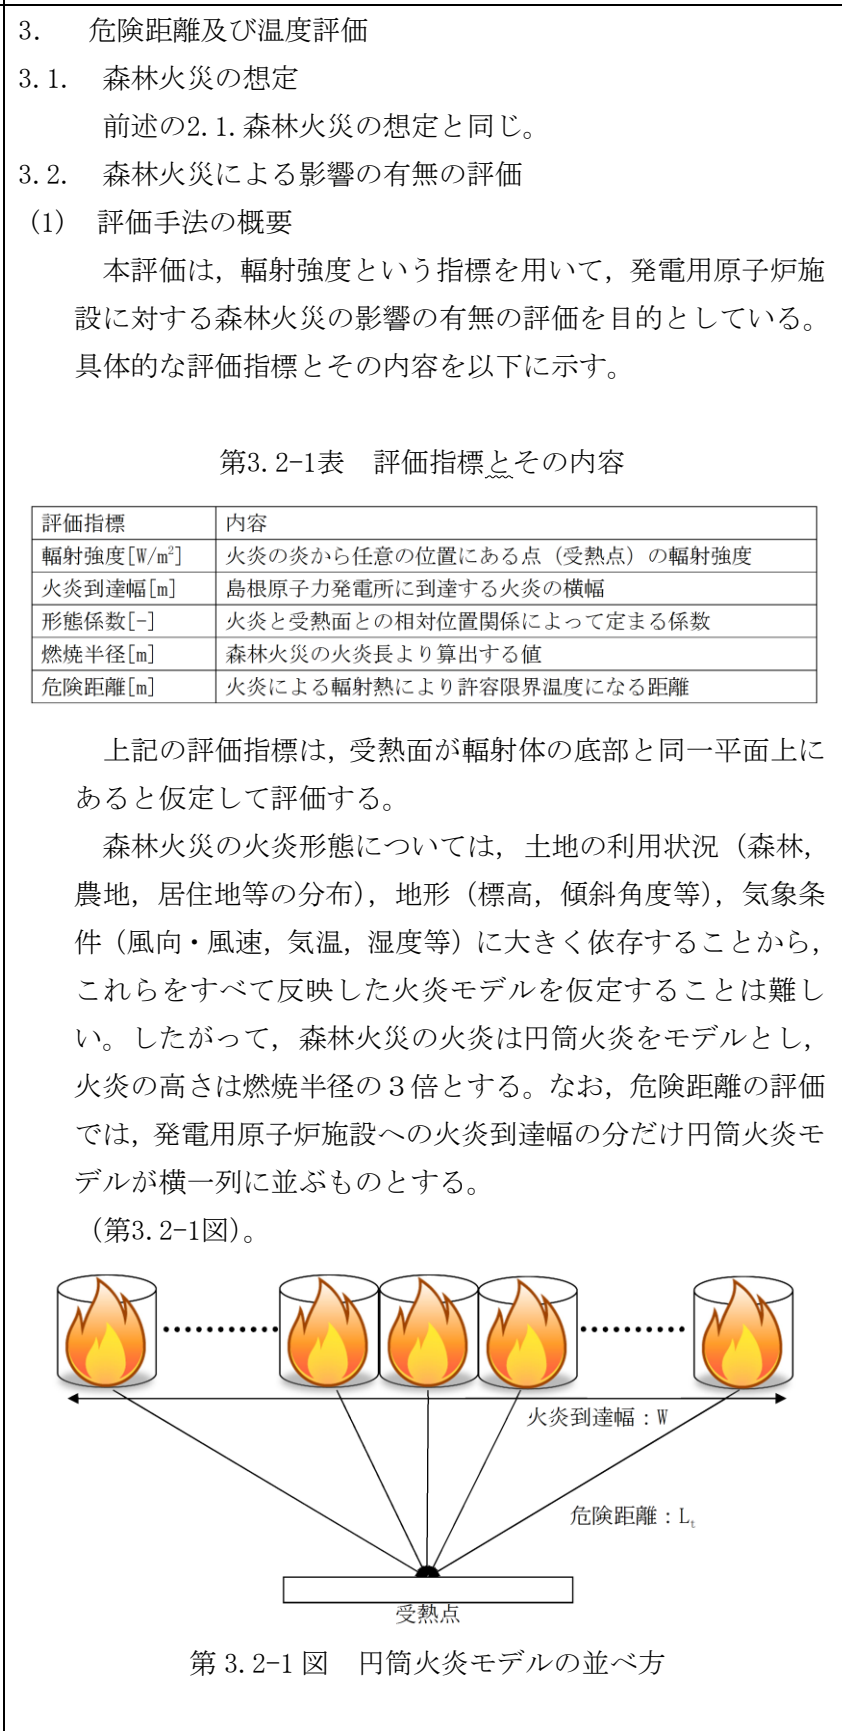 3. 危険距離及び温度評価
3.1. 森林火災の想定
前述の2.1.森林火災の想定と同じ。
3.2. 森林火災による影響の有無の評価
(1) 評価手法の概要
本評価は，輻射強度という指標を用いて，発電用原子炉施
設に対する森林火災の影響の有無の評価を目的としている。
具体的な評価指標とその内容を以下に示す。
第3.2-1表 評価指標とその内容
評価指標 内容
輻射強度[W/m²] 火炎の炎から任意の位置にある点（受熱点）の輻射強度
火炎到達幅[m] 島根原子力発電所に到達する火炎の横幅
形態係数[-] 火炎と受熱面との相対位置関係によって定まる係数
燃焼半径[m] 森林火災の火炎長より算出する値
危険距離[m] 火炎による輻射熱により許容限界温度になる距離
上記の評価指標は，受熱面が輻射体の底部と同一平面上に
あると仮定して評価する。
森林火災の火炎形態については，土地の利用状況（森林，
農地，居住地等の分布），地形（標高，傾斜角度等），気象条
件（風向・風速，気温，湿度等）に大きく依存することから，
これらをすべて反映した火炎モデルを仮定することは難し
い。したがって，森林火災の火炎は円筒火炎をモデルとし，
火炎の高さは燃焼半径の３倍とする。なお，危険距離の評価
では，発電用原子炉施設への火炎到達幅の分だけ円筒火炎モ
デルが横一列に並ぶものとする。
（第3.2-1図）。
火炎到達幅：W
危険距離：Lt
受熱点
第 3.2-1 図 円筒火炎モデルの並べ方